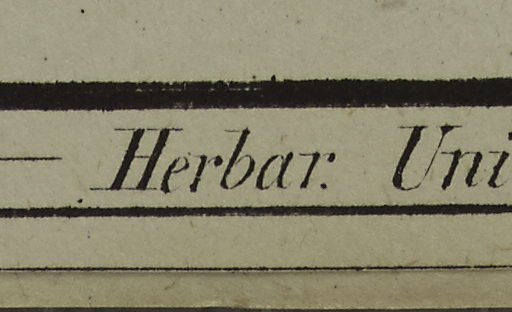 — Herbar. Uni